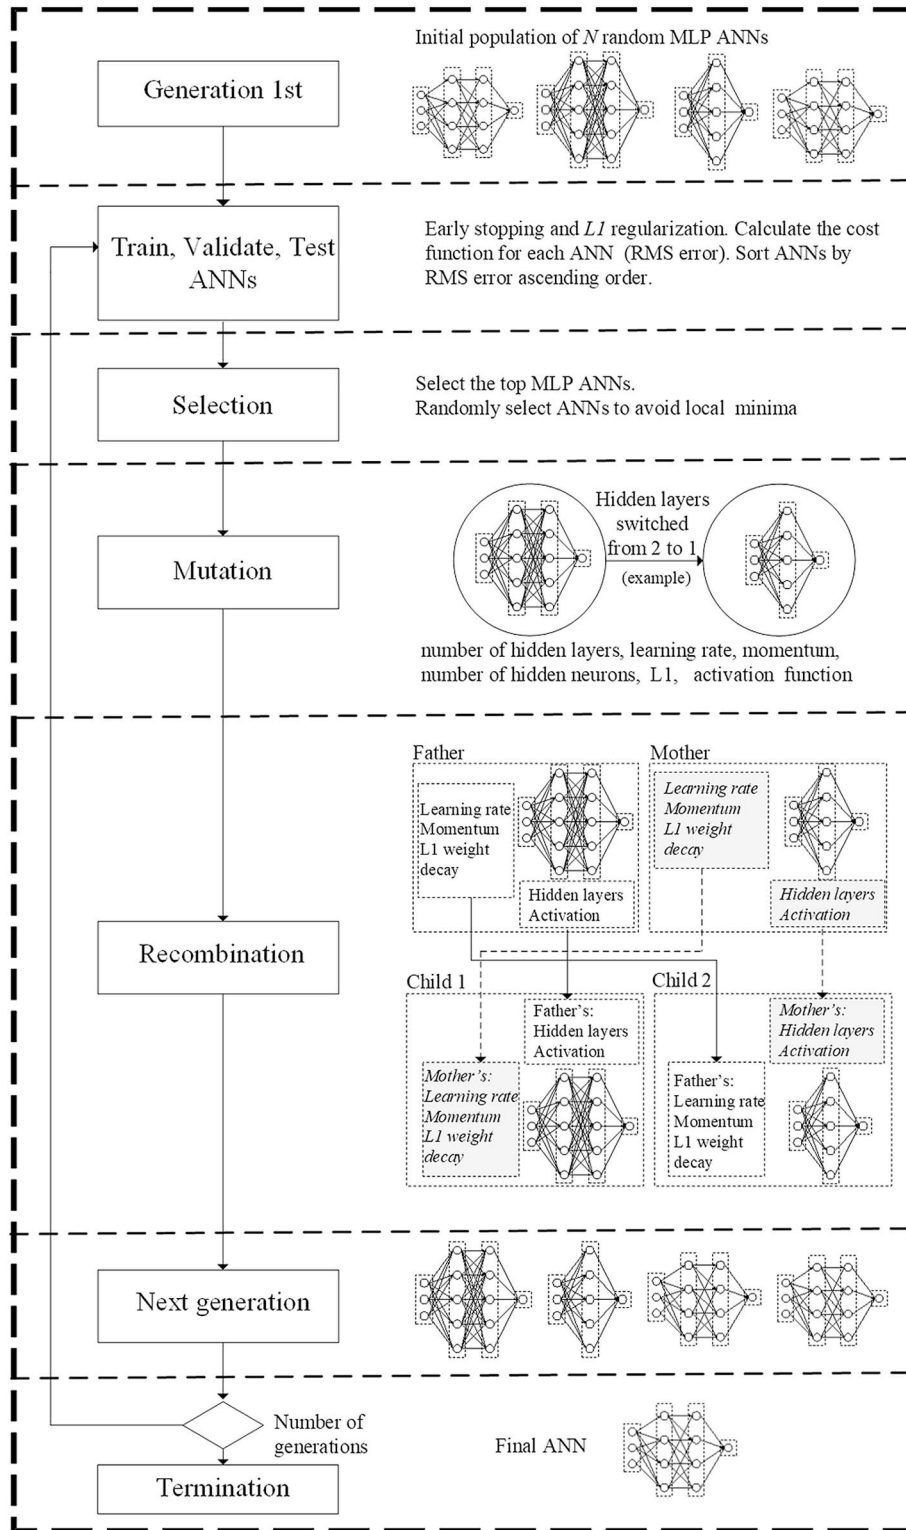 Initial population of N random MLP ANNs
Generation 1st
Train, Validate, Test
ANNs
Early stopping and L1 regularization. Calculate the cost
function for each ANN (RMS error). Sort ANNs by
RMS error ascending order.
Selection
Select the top MLP ANNs.
Randomly select ANNs to avoid local minima
Mutation
Hidden layers
switched
from 2 to 1
(example)
number of hidden layers, learning rate, momentum,
number of hidden neurons, L1, activation function
Recombination
Father
Learning rate
Momentum
L1 weight
decay
Hidden layers
Activation
Mother
Learning rate
Momentum
L1 weight
decay
Hidden layers
Activation
Child 1
Father's:
Hidden layers
Activation
Mother's:
Learning rate
Momentum
L1 weight
decay
Child 2
Mother's:
Hidden layers
Activation
Father's:
Learning rate
Momentum
L1 weight
decay
Next generation
Number of
generations
Final ANN
Termination